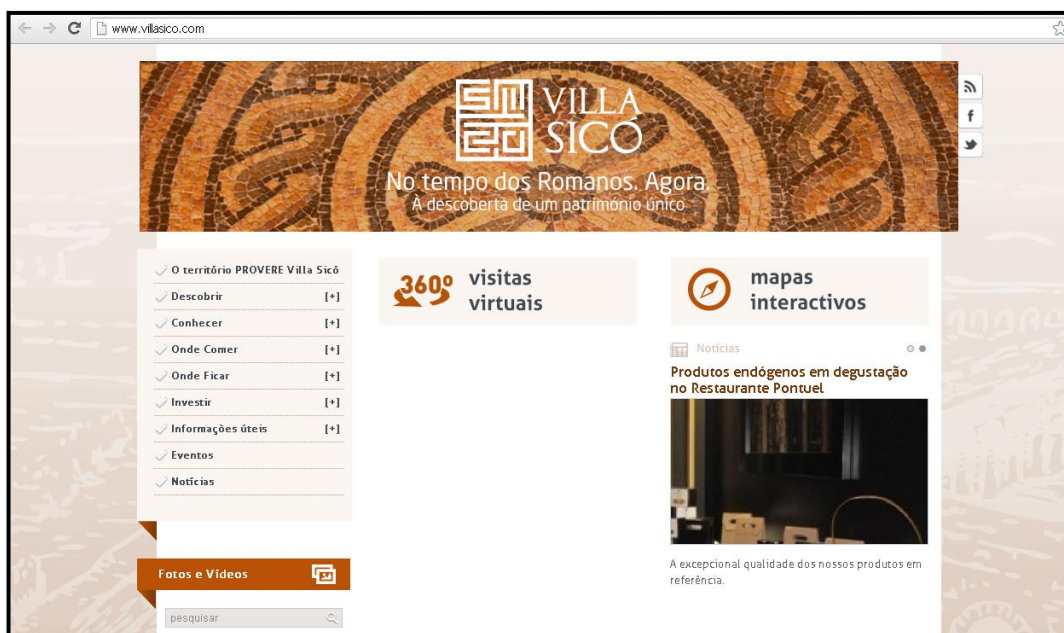 www.villasico.com
VILLA
SICÓ
No tempo dos Romanos. Agora.
À descoberta de um património único
O território PROVERE Villa Sicó
Descobrir [+]
Conhecer [+]
Onde Comer [+]
Onde Ficar [+]
Investir [+]
Informações úteis [+]
Eventos
Notícias
Fotos e Vídeos
pesquisar
360º visitas
virtuais
mapas
interactivos
Notícias
Produtos endógenos em degustação
no Restaurante Pontuel
A excepcional qualidade dos nossos produtos em
referência.